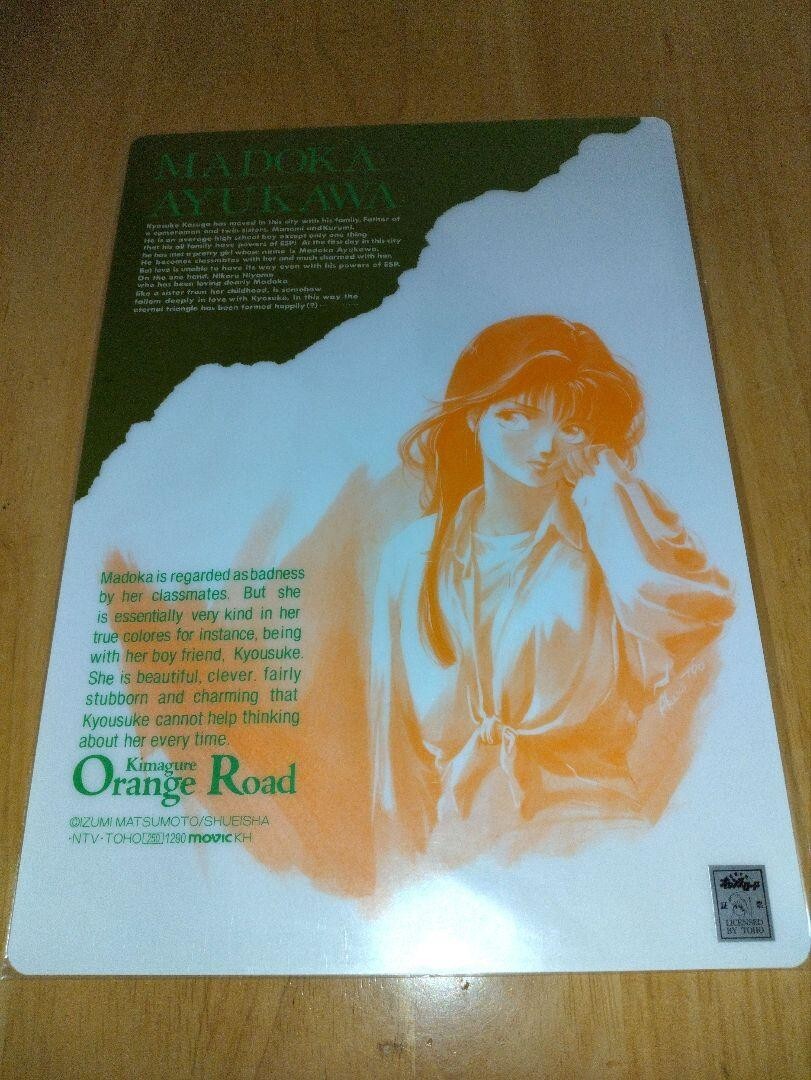 MADOKA
AYUKAWA
Kyosuke Kasuga has moved in this city with his family, Father of
a cameraman and twin-sisters, Manami and Kurumi.
He is an average high school boy except only one thing
that his all family have powers of ESP! At the first day in this city
he has met a pretty girl whose name is Madoka Ayukawa.
He becomes classmates with her and much charmed with her.
But love is unable to have its way even with his powers of ESP.
On the one hand, Hikaru Hiyama
who has been loving dearly Madoka
like a sister from her childhood, is somehow
fallom deeply in love with Kyosuke. In this way the
eternal triangle has been formed happily (?)
Madoka is regarded as badness
by her classmates. But she
is essentially very kind in her
true colores for instance, being
with her boy friend, Kyousuke.
She is beautiful, clever. fairly
stubborn and charming that
Kyousuke cannot help thinking
about her every time.
Kimagure
Orange Road
©IZUMI MATSUMOTO/SHUEISHA
·NTV·TOHO 250 1290 movic KH
証 票
LICENSED
BY TOHO